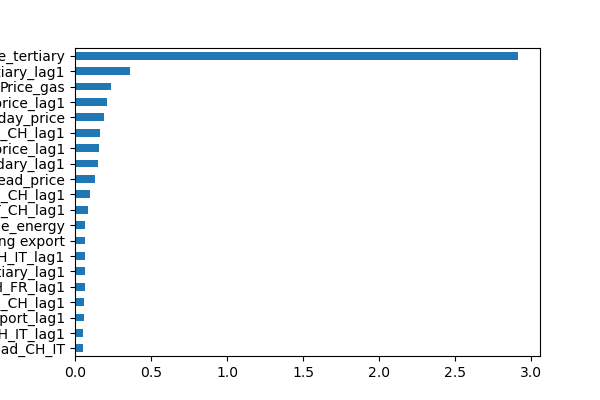 e_tertiary
iary_lag1
Price_gas
price_lag1
day_price
_CH_lag1
price_lag1
dary_lag1
ead_price
_CH_lag1
_CH_lag1
e_energy
ng export
H_IT_lag1
tiary_lag1
H_FR_lag1
_CH_lag1
port_lag1
CH_IT_lag1
ad_CH_IT
0.0 0.5 1.0 1.5 2.0 2.5 3.0